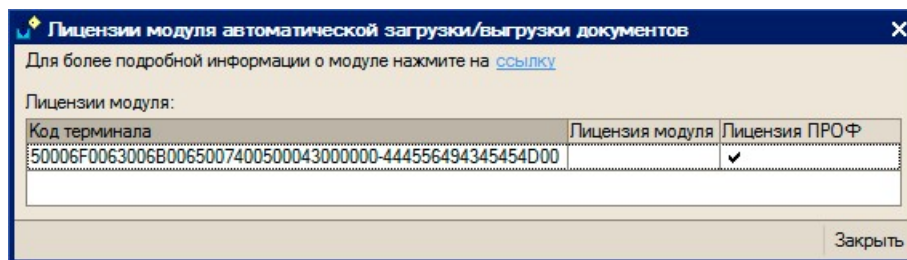 Лицензии модуля автоматической загрузки/выгрузки документов
Для более подробной информации о модуле нажмите на ссылку
Лицензии модуля:
Код терминала Лицензия модуля Лицензия ПРОФ
50006F0063006B0065007400500043000000-444556494345454D00 ✔
Закрыть